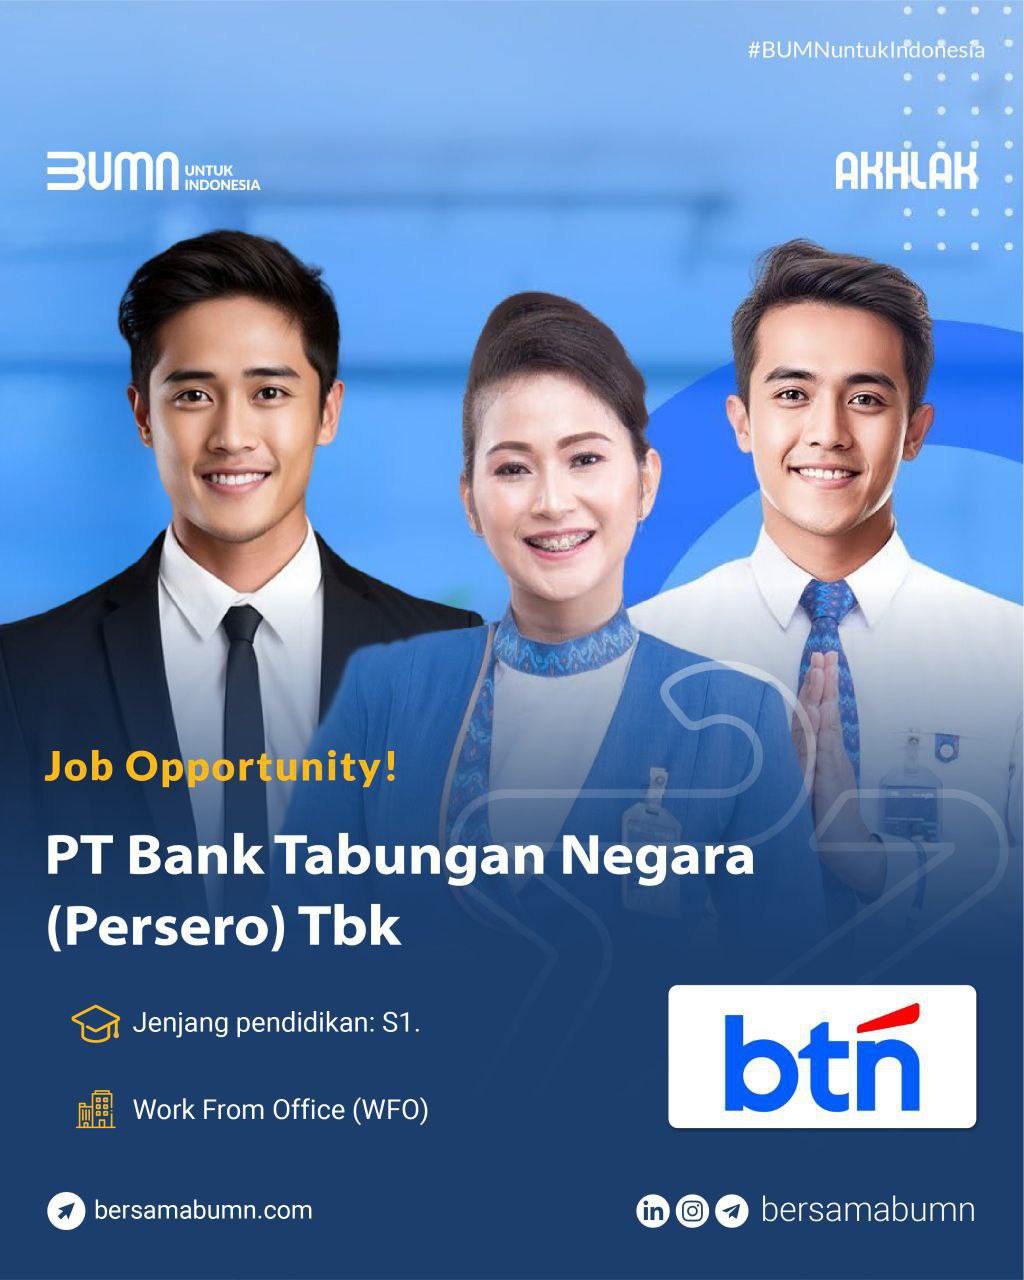 #BUMNuntukIndonesia
BUMN UNTUK INDONESIA
AKHLAK
Job Opportunity!
PT Bank Tabungan Negara
(Persero) Tbk
Jenjang pendidikan: S1.
btn
Work From Office (WFO)
bersamabumn.com
in bersamabumn